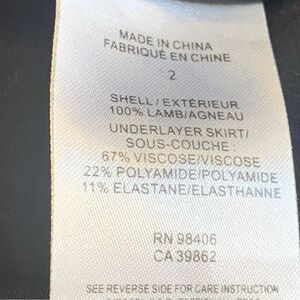 MADE IN CHINA
FABRIQUÉ EN CHINE
2
SHELL/EXTÉRIEUR
100% LAMB/AGNEAU
UNDERLAYER SKIRT/
SOUS-COUCHE:
67% VISCOSE/VISCOSE
22% POLYAMIDE/POLYAMIDE
11% ELASTANE/ELASTHANNE
RN 98406
CA 39862
SEE REVERSE SIDE FOR CARE INSTRUCTION